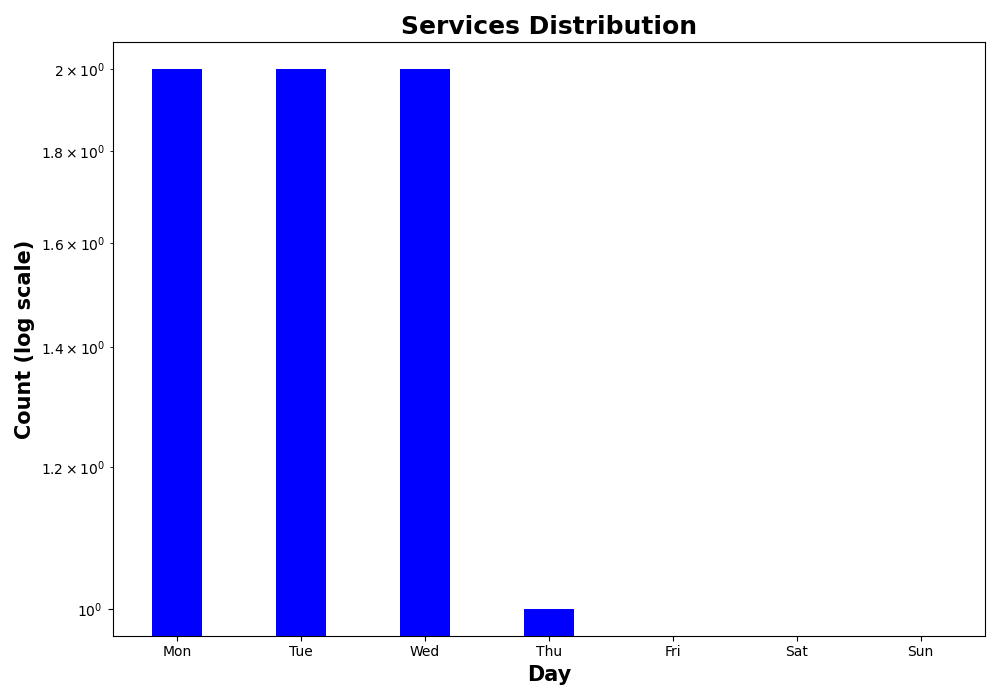 Services Distribution
Count (log scale)
2 × 10⁰
1.8 × 10⁰
1.6 × 10⁰
1.4 × 10⁰
1.2 × 10⁰
10⁰
Mon Tue Wed Thu Fri Sat Sun
Day